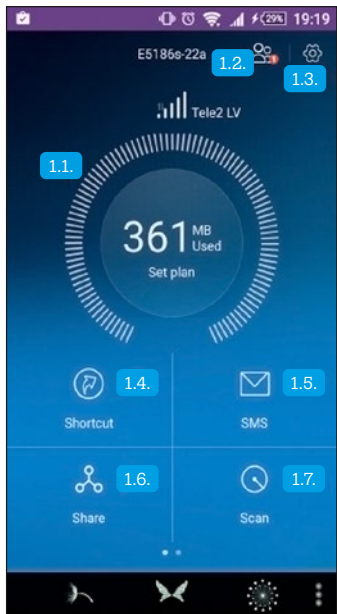 29% 19:19
E5186s-22a 1.2.
1.3.
Tele2 LV
1.1.
361 MB
Used
Set plan
1.4. 1.5.
Shortcut SMS
1.6. 1.7.
Share Scan